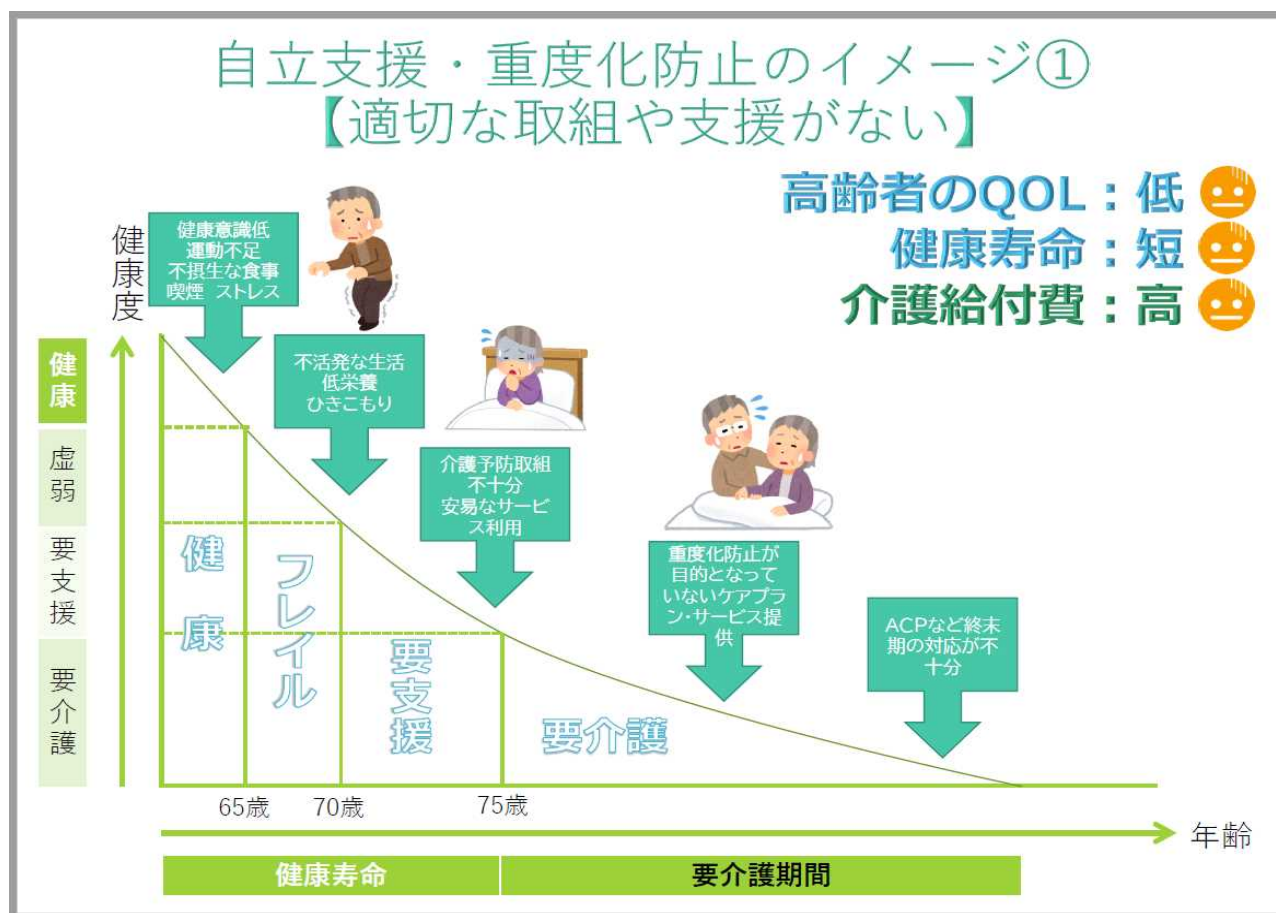 自立支援・重度化防止のイメージ①
【適切な取組や支援がない】
高齢者のQOL：低
健康寿命：短
介護給付費：高
健康度
健康意識低
運動不足
不摂生な食事
喫煙 ストレス
不活発な生活
低栄養
ひきこもり
介護予防取組
不十分
安易なサービ
ス利用
重度化防止が
目的となって
いないケアプラ
ン・サービス提
供
ACPなど終末
期の対応が不
十分
健康
虚弱
要支援
要介護
健康
フレイル
要支援
要介護
65歳
70歳
75歳
年齢
健康寿命
要介護期間